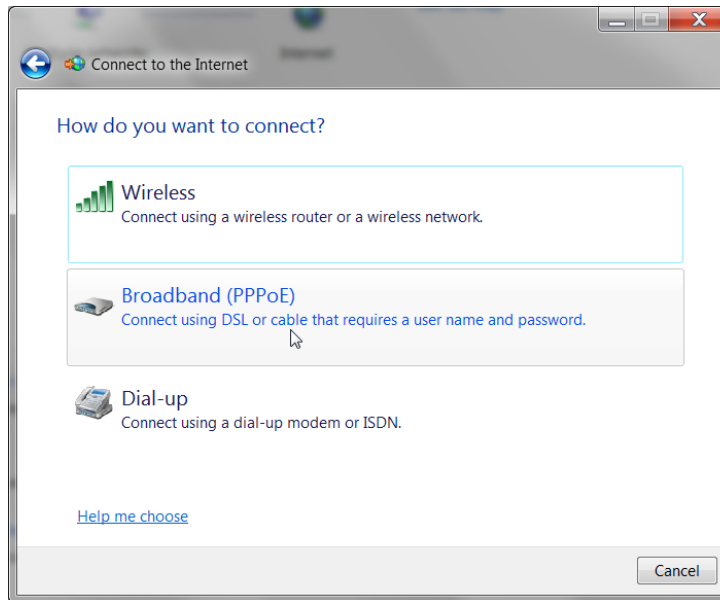 Internet
Connect to the Internet
How do you want to connect?
Wireless
Connect using a wireless router or a wireless network.
Broadband (PPPoE)
Connect using DSL or cable that requires a user name and password.
Dial-up
Connect using a dial-up modem or ISDN.
Help me choose
Cancel